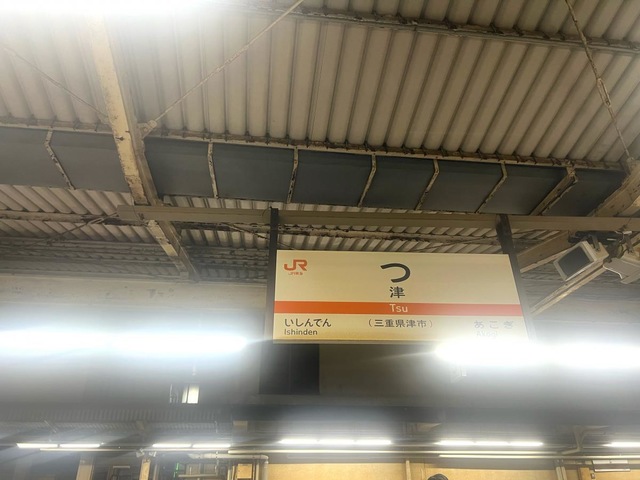 JR
つ
津
Tsu
いしんでん
Ishinden
（三重県津市）
あこぎ